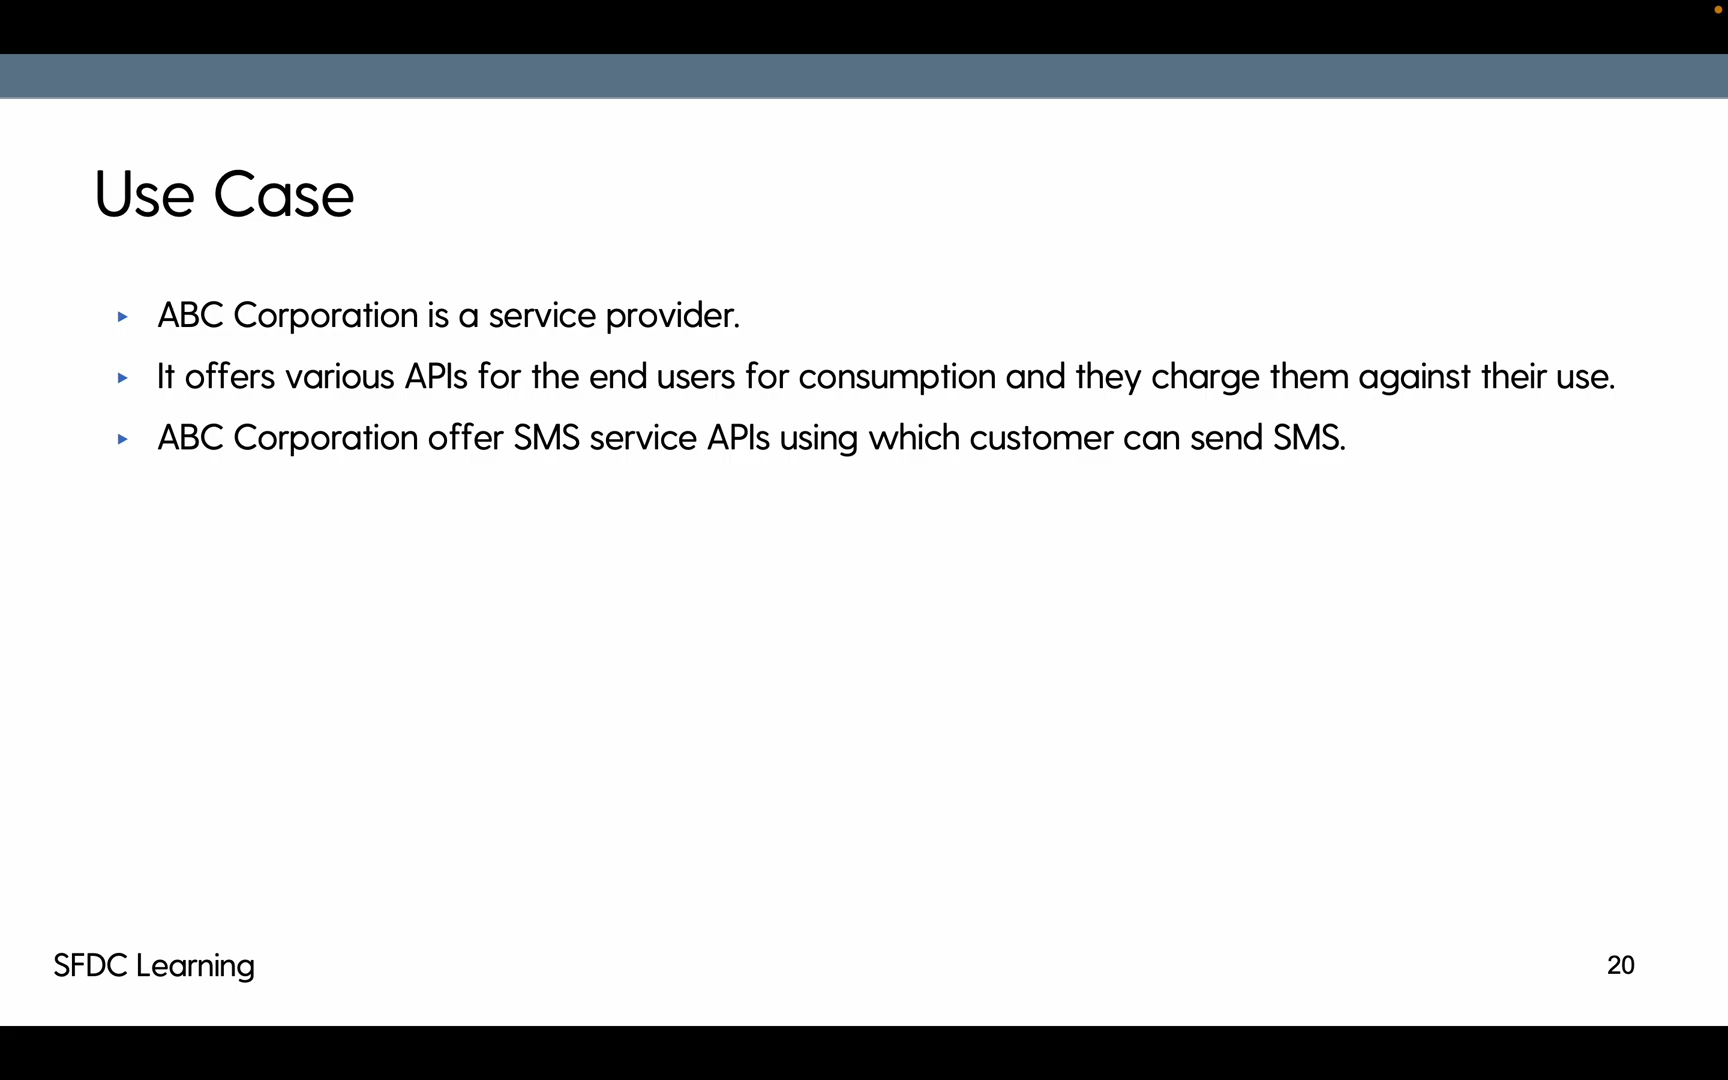 Use Case
ABC Corporation is a service provider.
It offers various APIs for the end users for consumption and they charge them against their use.
ABC Corporation offer SMS service APIs using which customer can send SMS.
SFDC Learning
20